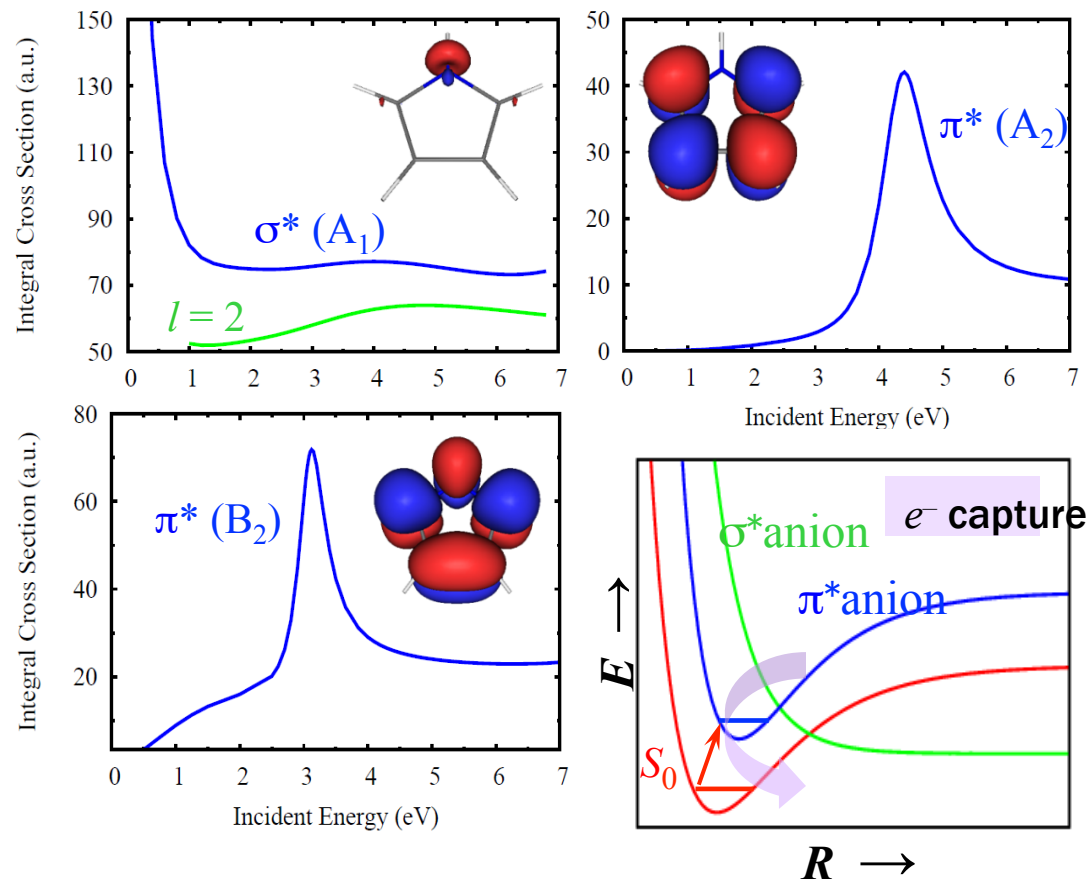 Integral Cross Section (a.u.)
150
130
110
90
70
50
σ* (A1)
l = 2
0 1 2 3 4 5 6 7
50
40
30
20
10
0
π* (A2)
0 1 2 3 4 5 6 7
Incident Energy (eV)
Integral Cross Section (a.u.)
80
60
40
20
π* (B2)
0 1 2 3 4 5 6 7
Incident Energy (eV)
e– capture
σ*anion
π*anion
E →
S0
R →